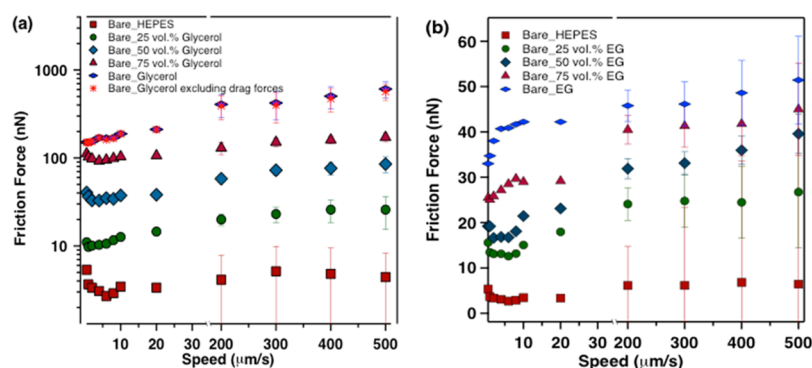 (a)
Bare_HEPES
Bare_25 vol.% Glycerol
Bare_50 vol.% Glycerol
Bare_75 vol.% Glycerol
Bare_Glycerol
Bare_Glycerol excluding drag forces
Friction Force (nN)
1000
100
10
10
20
200
300
400
500
Speed (μm/s)
(b)
Bare_HEPES
Bare_25 vol.% EG
Bare_50 vol.% EG
Bare_75 vol.% EG
Bare_EG
Friction Force (nN)
60
50
40
30
20
10
0
10
20
200
300
400
500
Speed (μm/s)